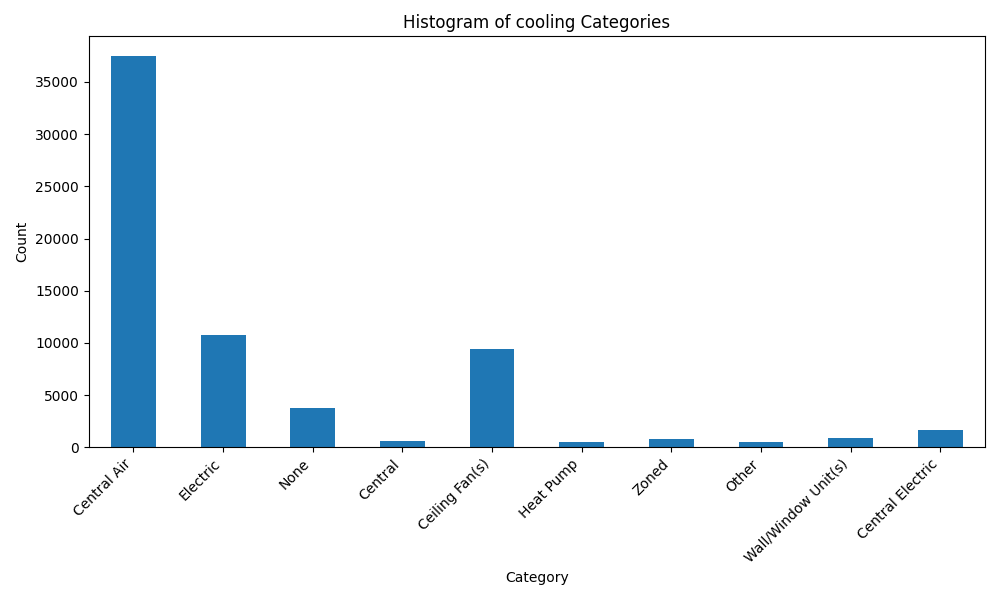 Histogram of cooling Categories
Count
35000
30000
25000
20000
15000
10000
5000
0
Central Air
Electric
None
Central
Ceiling Fan(s)
Heat Pump
Zoned
Other
Wall/Window Unit(s)
Central Electric
Category